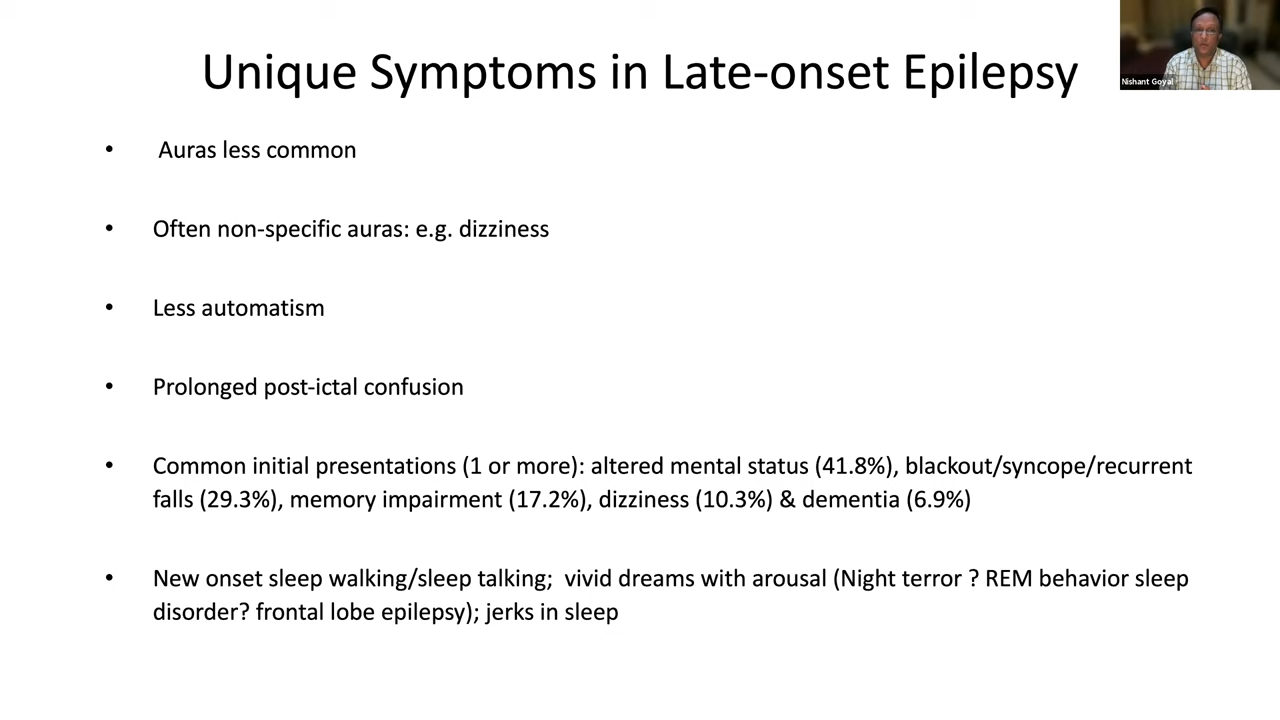 Unique Symptoms in Late-onset Epilepsy
Nishant Goyal
• Auras less common
• Often non-specific auras: e.g. dizziness
• Less automatism
• Prolonged post-ictal confusion
• Common initial presentations (1 or more): altered mental status (41.8%), blackout/syncope/recurrent
falls (29.3%), memory impairment (17.2%), dizziness (10.3%) & dementia (6.9%)
• New onset sleep walking/sleep talking;  vivid dreams with arousal (Night terror ? REM behavior sleep
disorder? frontal lobe epilepsy); jerks in sleep